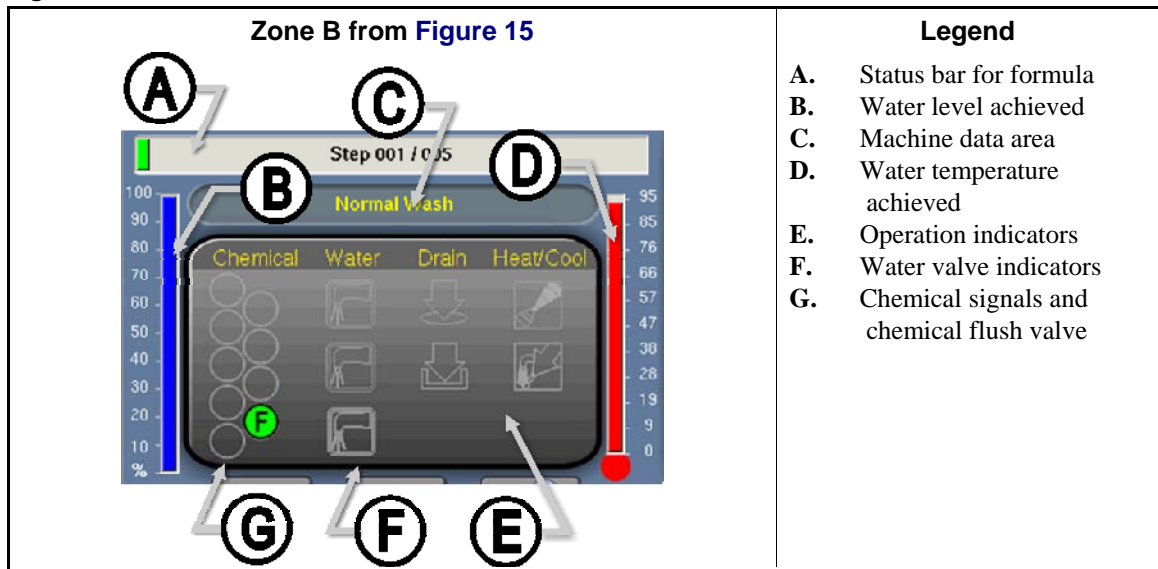 Zone B from Figure 15
A
C
Step 001 / 005
D
B
Normal Wash
100
90
80
70
60
50
40
30
20
10
%
95
85
76
66
57
47
38
28
19
9
0
Chemical Water Drain Heat/Cool
F
G
F
E
Legend
A. Status bar for formula
B. Water level achieved
C. Machine data area
D. Water temperature
achieved
E. Operation indicators
F. Water valve indicators
G. Chemical signals and
chemical flush valve